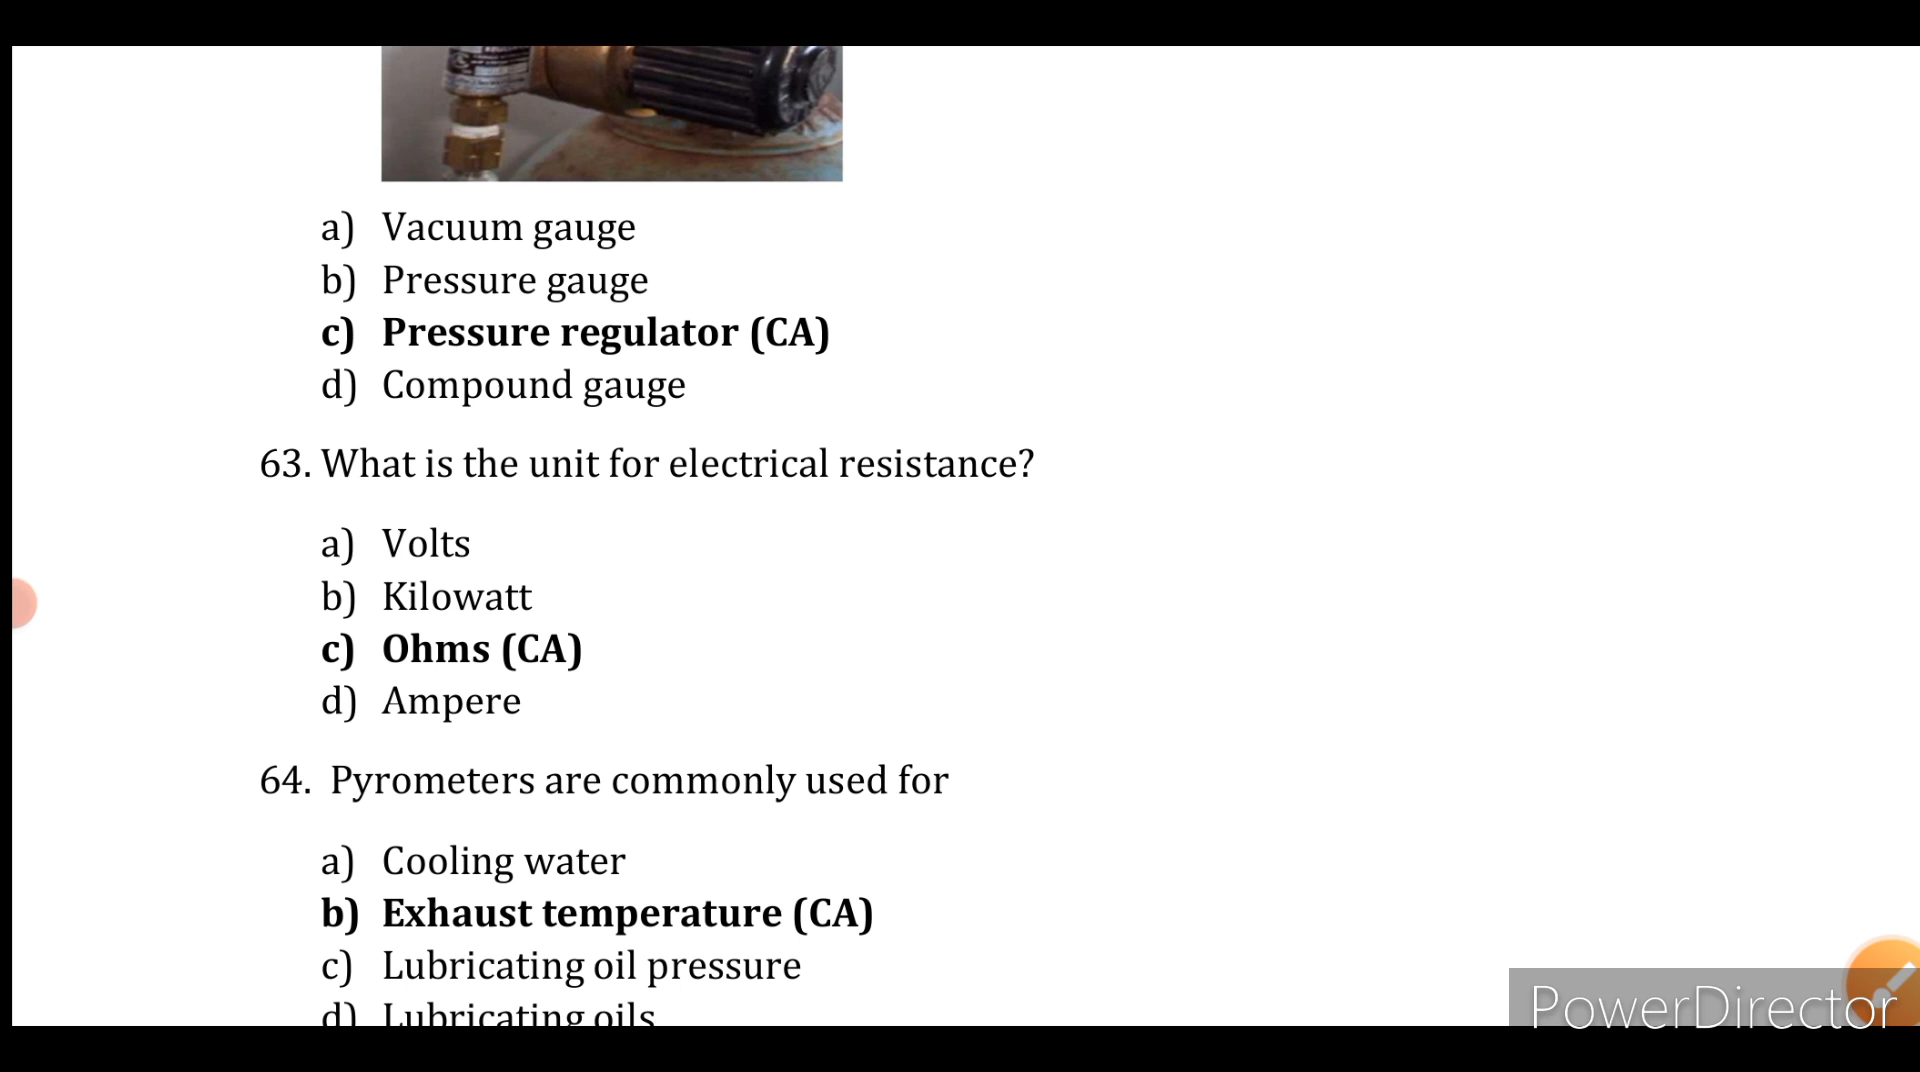 a) Vacuum gauge
b) Pressure gauge
c) Pressure regulator (CA)
d) Compound gauge
63. What is the unit for electrical resistance?
a) Volts
b) Kilowatt
c) Ohms (CA)
d) Ampere
64. Pyrometers are commonly used for
a) Cooling water
b) Exhaust temperature (CA)
c) Lubricating oil pressure
d) Lubricating oils
PowerDirector